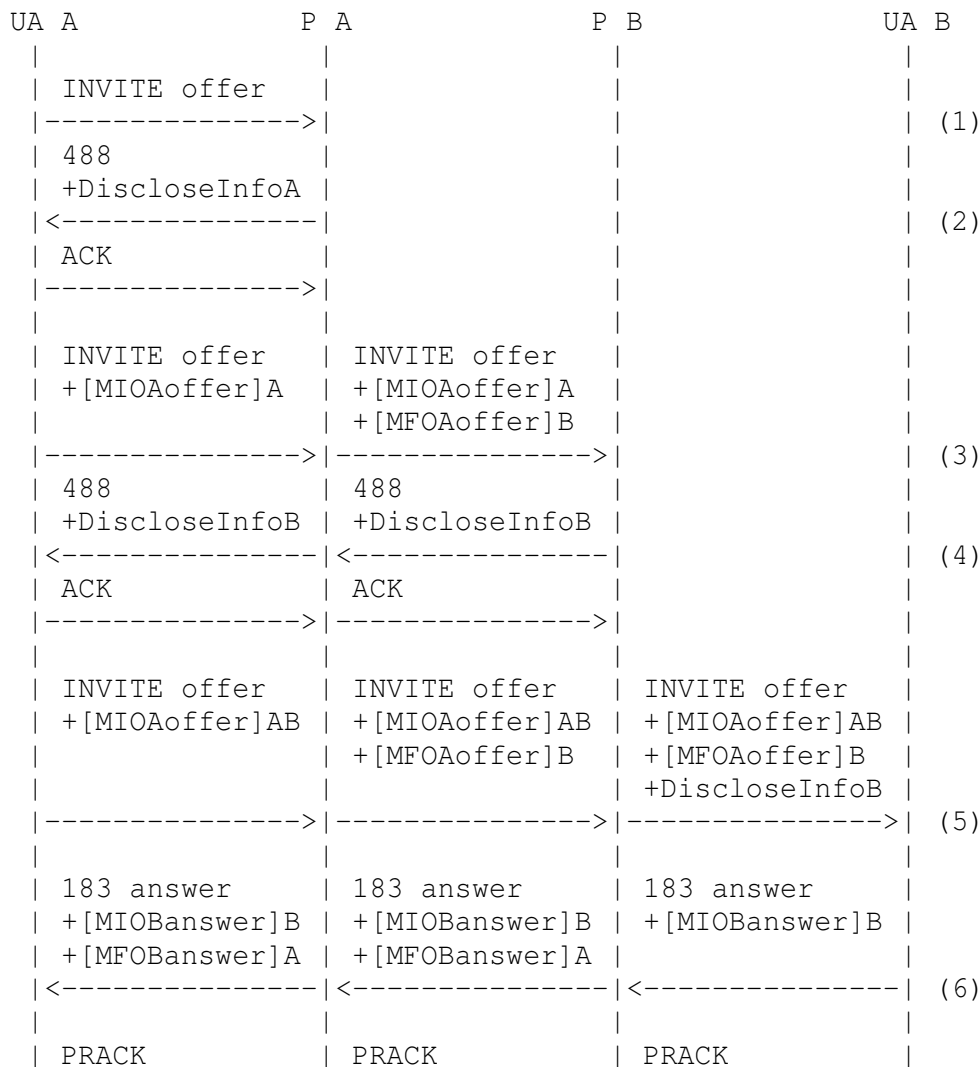 UA A             P A             P B             UA B
 |                |                |                |
 | INVITE offer   |                |                |
 |--------------->|                |                | (1)
 | 488            |                |                |
 | +DiscloseInfoA |                |                |
 |<---------------|                |                | (2)
 | ACK            |                |                |
 |--------------->|                |                |
 |                |                |                |
 | INVITE offer   | INVITE offer   |                |
 | +[MIOAoffer]A  | +[MIOAoffer]A  |                |
 |                | +[MFOAoffer]B  |                |
 |--------------->|--------------->|                | (3)
 | 488            | 488            |                |
 | +DiscloseInfoB | +DiscloseInfoB |                |
 |<---------------|<---------------|                | (4)
 | ACK            | ACK            |                |
 |--------------->|--------------->|                |
 |                |                |                |
 | INVITE offer   | INVITE offer   | INVITE offer   |
 | +[MIOAoffer]AB | +[MIOAoffer]AB | +[MIOAoffer]AB |
 |                | +[MFOAoffer]B  | +[MFOAoffer]B  |
 |                |                | +DiscloseInfoB |
 |--------------->|--------------->|--------------->| (5)
 |                |                |                |
 | 183 answer     | 183 answer     | 183 answer     |
 | +[MIOBanswer]B | +[MIOBanswer]B | +[MIOBanswer]B |
 | +[MFOBanswer]A | +[MFOBanswer]A |                |
 |<---------------|<---------------|<---------------| (6)
 |                |                |                |
 | PRACK          | PRACK          | PRACK          |